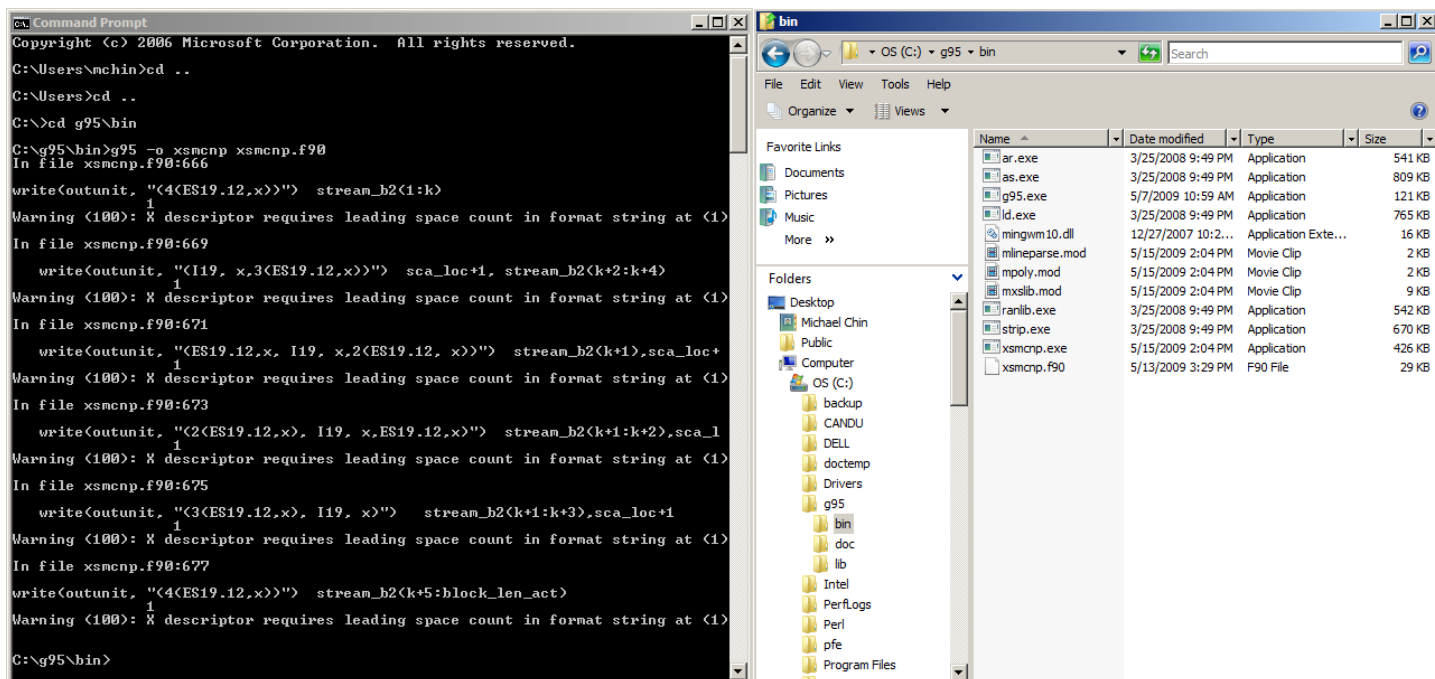 Command Prompt
Copyright (c) 2006 Microsoft Corporation.  All rights reserved.
C:\Users\mchin>cd ..
C:\Users>cd ..
C:\>cd g95\bin
C:\g95\bin>g95 -o xsmcnp xsmcnp.f90
In file xsmcnp.f90:666
write(outunit, "(4(ES19.12,x))")  stream_b2(1:k)
1
Warning (100): X descriptor requires leading space count in format string at (1)
In file xsmcnp.f90:669
write(outunit, "(I19, x,3(ES19.12,x))")  sca_loc+1, stream_b2(k+2:k+4)
1
Warning (100): X descriptor requires leading space count in format string at (1)
In file xsmcnp.f90:671
write(outunit, "(ES19.12,x, I19, x,2(ES19.12, x))")  stream_b2(k+1),sca_loc+
1
Warning (100): X descriptor requires leading space count in format string at (1)
In file xsmcnp.f90:673
write(outunit, "(2(ES19.12,x), I19, x,ES19.12,x)")  stream_b2(k+1:k+2),sca_l
1
Warning (100): X descriptor requires leading space count in format string at (1)
In file xsmcnp.f90:675
write(outunit, "(3(ES19.12,x), I19, x)")   stream_b2(k+1:k+3),sca_loc+1
1
Warning (100): X descriptor requires leading space count in format string at (1)
In file xsmcnp.f90:677
write(outunit, "(4(ES19.12,x))")  stream_b2(k+5:block_len_act)
1
Warning (100): X descriptor requires leading space count in format string at (1)
C:\g95\bin>
bin
OS (C:) g95 bin
Search
File Edit View Tools Help
Organize Views
Favorite Links
Documents
Pictures
Music
More »
Folders
Desktop
Michael Chin
Public
Computer
OS (C:)
backup
CANDU
DELL
doctemp
Drivers
g95
bin
doc
lib
Intel
PerfLogs
Perl
pfe
Program Files
Name Date modified Type Size
ar.exe 3/25/2008 9:49 PM Application 541 KB
as.exe 3/25/2008 9:49 PM Application 809 KB
g95.exe 5/7/2009 10:59 AM Application 121 KB
ld.exe 3/25/2008 9:49 PM Application 765 KB
mingwm10.dll 12/27/2007 10:2... Application Exte... 16 KB
mlineparse.mod 5/15/2009 2:04 PM Movie Clip 2 KB
mpoly.mod 5/15/2009 2:04 PM Movie Clip 2 KB
mxslib.mod 5/15/2009 2:04 PM Movie Clip 9 KB
ranlib.exe 3/25/2008 9:49 PM Application 542 KB
strip.exe 3/25/2008 9:49 PM Application 670 KB
xsmcnp.exe 5/15/2009 2:04 PM Application 426 KB
xsmcnp.f90 5/13/2009 3:29 PM F90 File 29 KB